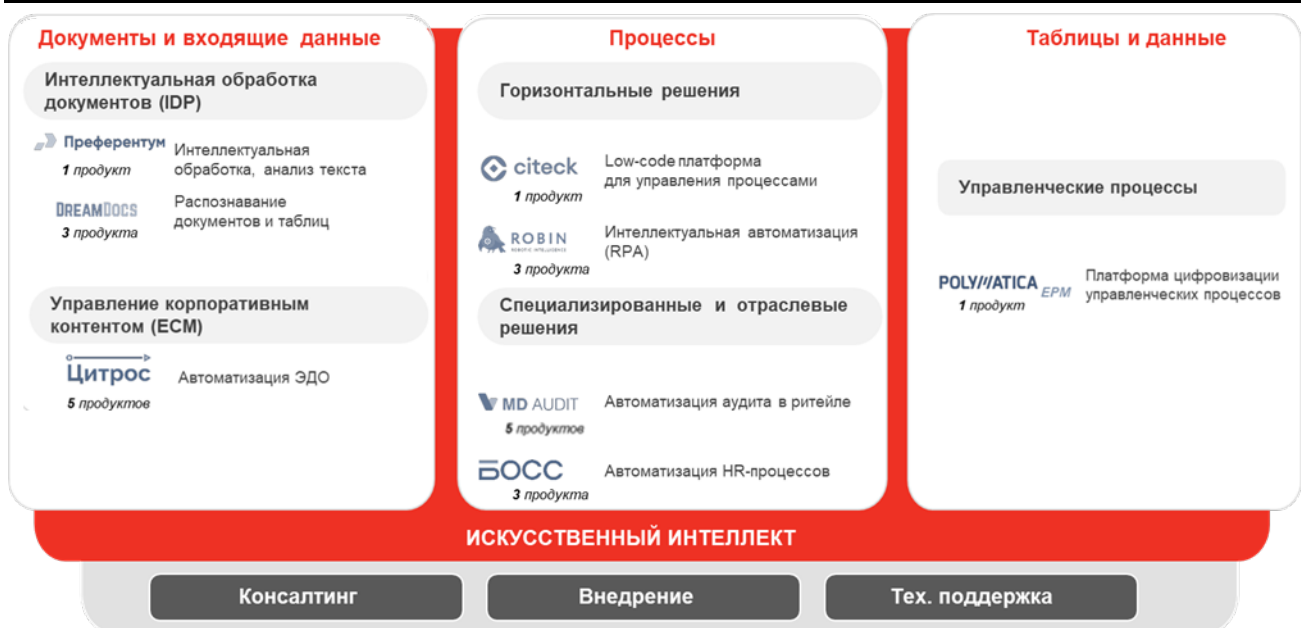 Документы и входящие данные
Интеллектуальная обработка
документов (IDP)
Преферентум
1 продукт
Интеллектуальная
обработка, анализ текста
DREAMDOCS
3 продукта
Распознавание
документов и таблиц
Управление корпоративным
контентом (ECM)
Цитрос
5 продуктов
Автоматизация ЭДО
Процессы
Горизонтальные решения
citeck
1 продукт
Low-code платформа
для управления процессами
ROBIN
ROBOTIC INTELLIGENCE
3 продукта
Интеллектуальная автоматизация
(RPA)
Специализированные и отраслевые
решения
MD AUDIT
5 продуктов
Автоматизация аудита в ритейле
БОСС
3 продукта
Автоматизация HR-процессов
Таблицы и данные
Управленческие процессы
POLYMATICA EPM
1 продукт
Платформа цифровизации
управленческих процессов
ИСКУССТВЕННЫЙ ИНТЕЛЛЕКТ
Консалтинг
Внедрение
Тех. поддержка